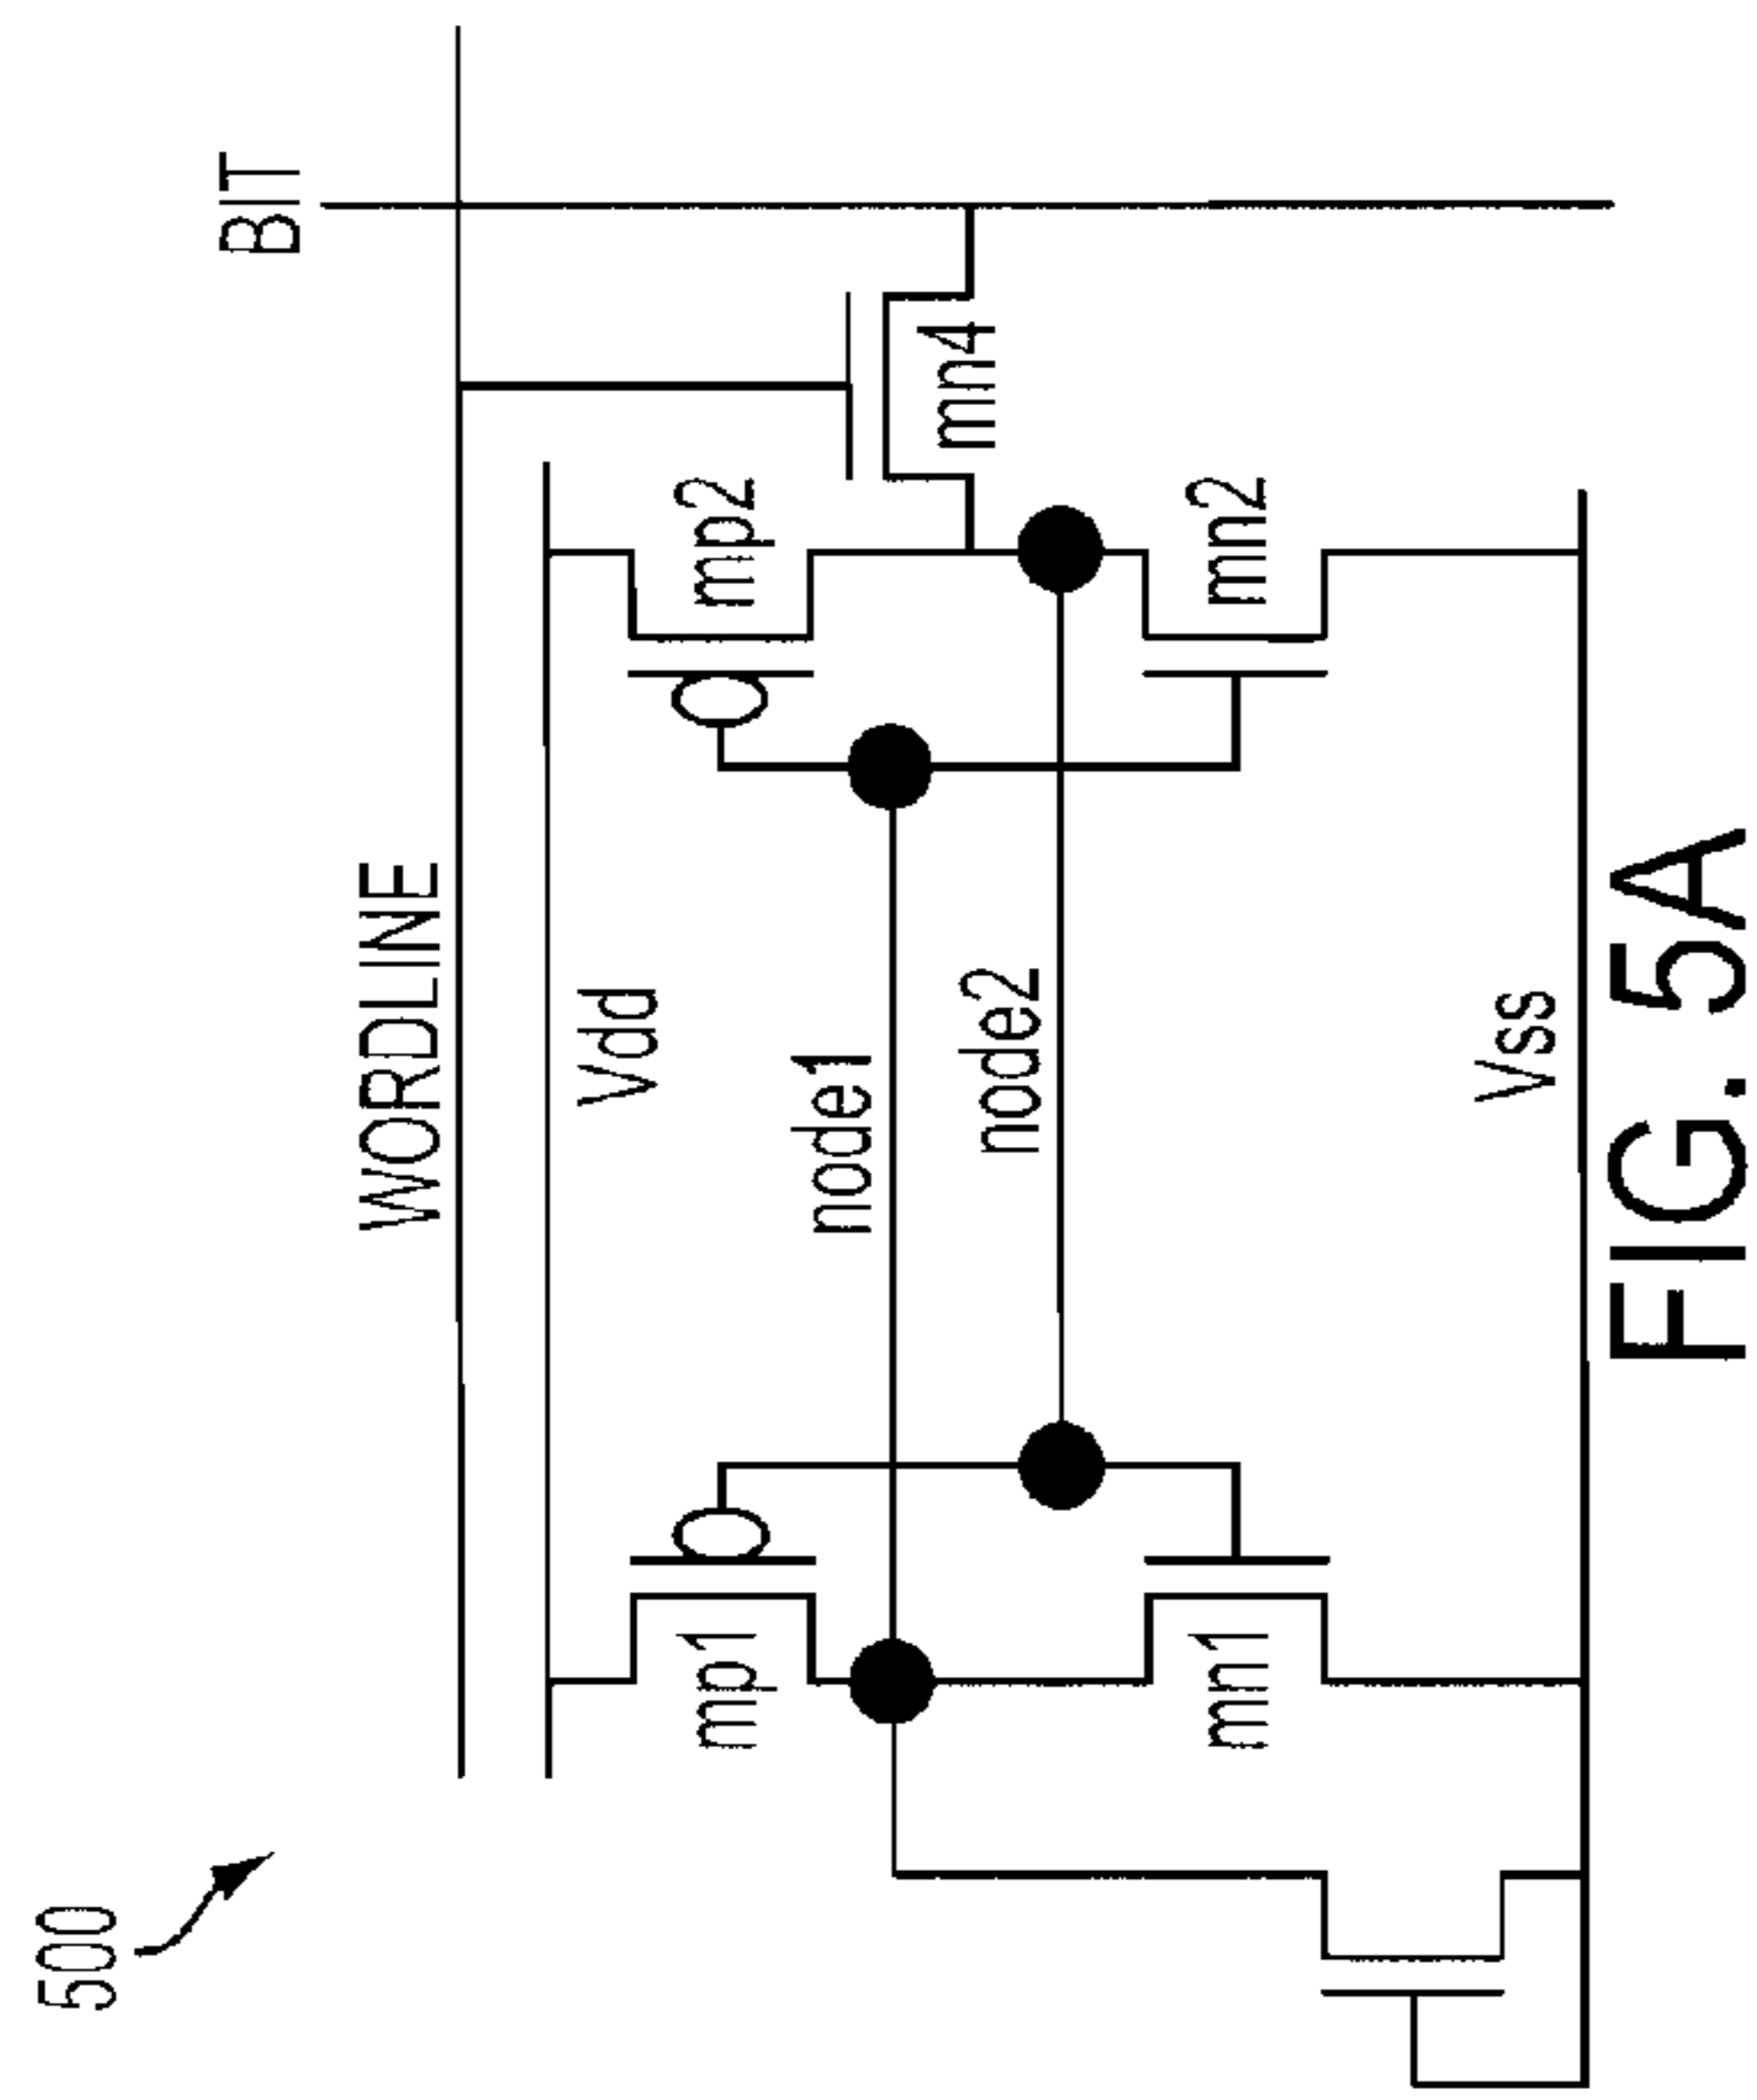 500
WORDLINE
BIT
Vdd
mp1
mp2
node1
mn4
node2
mn1
mn2
Vss
FIG. 5A